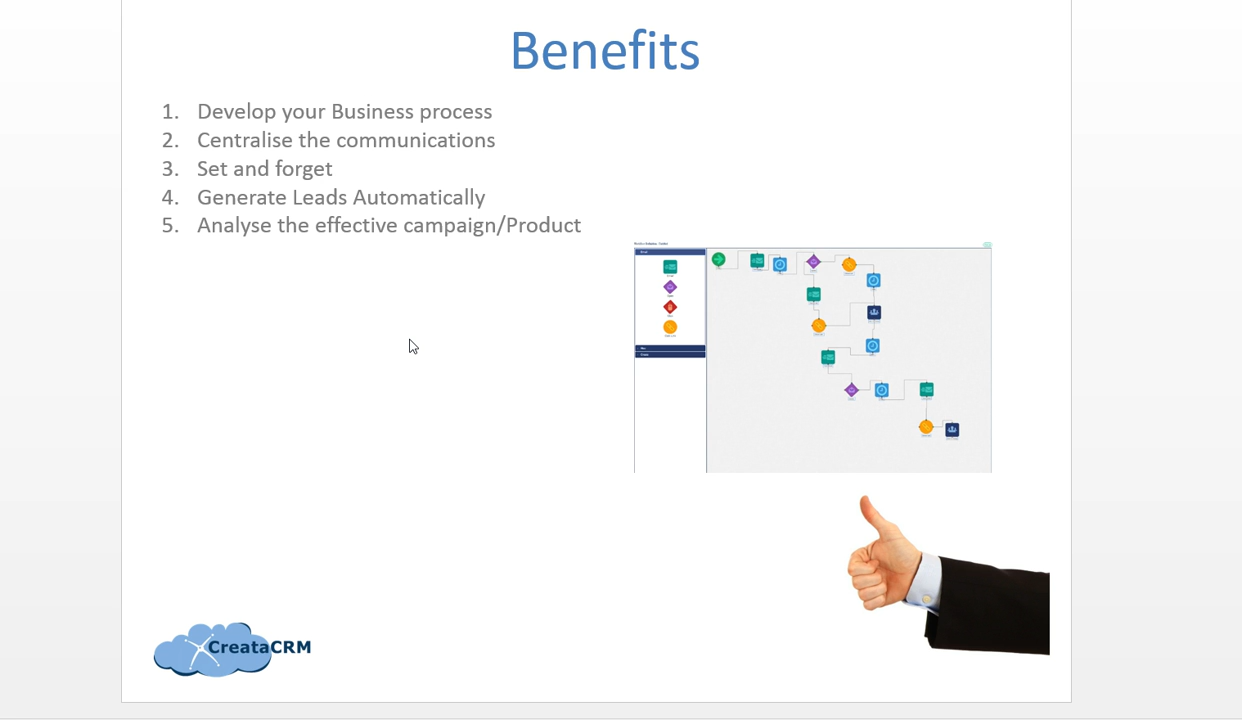 Benefits
1. Develop your Business process
2. Centralise the communications
3. Set and forget
4. Generate Leads Automatically
5. Analyse the effective campaign/Product
CreataCRM